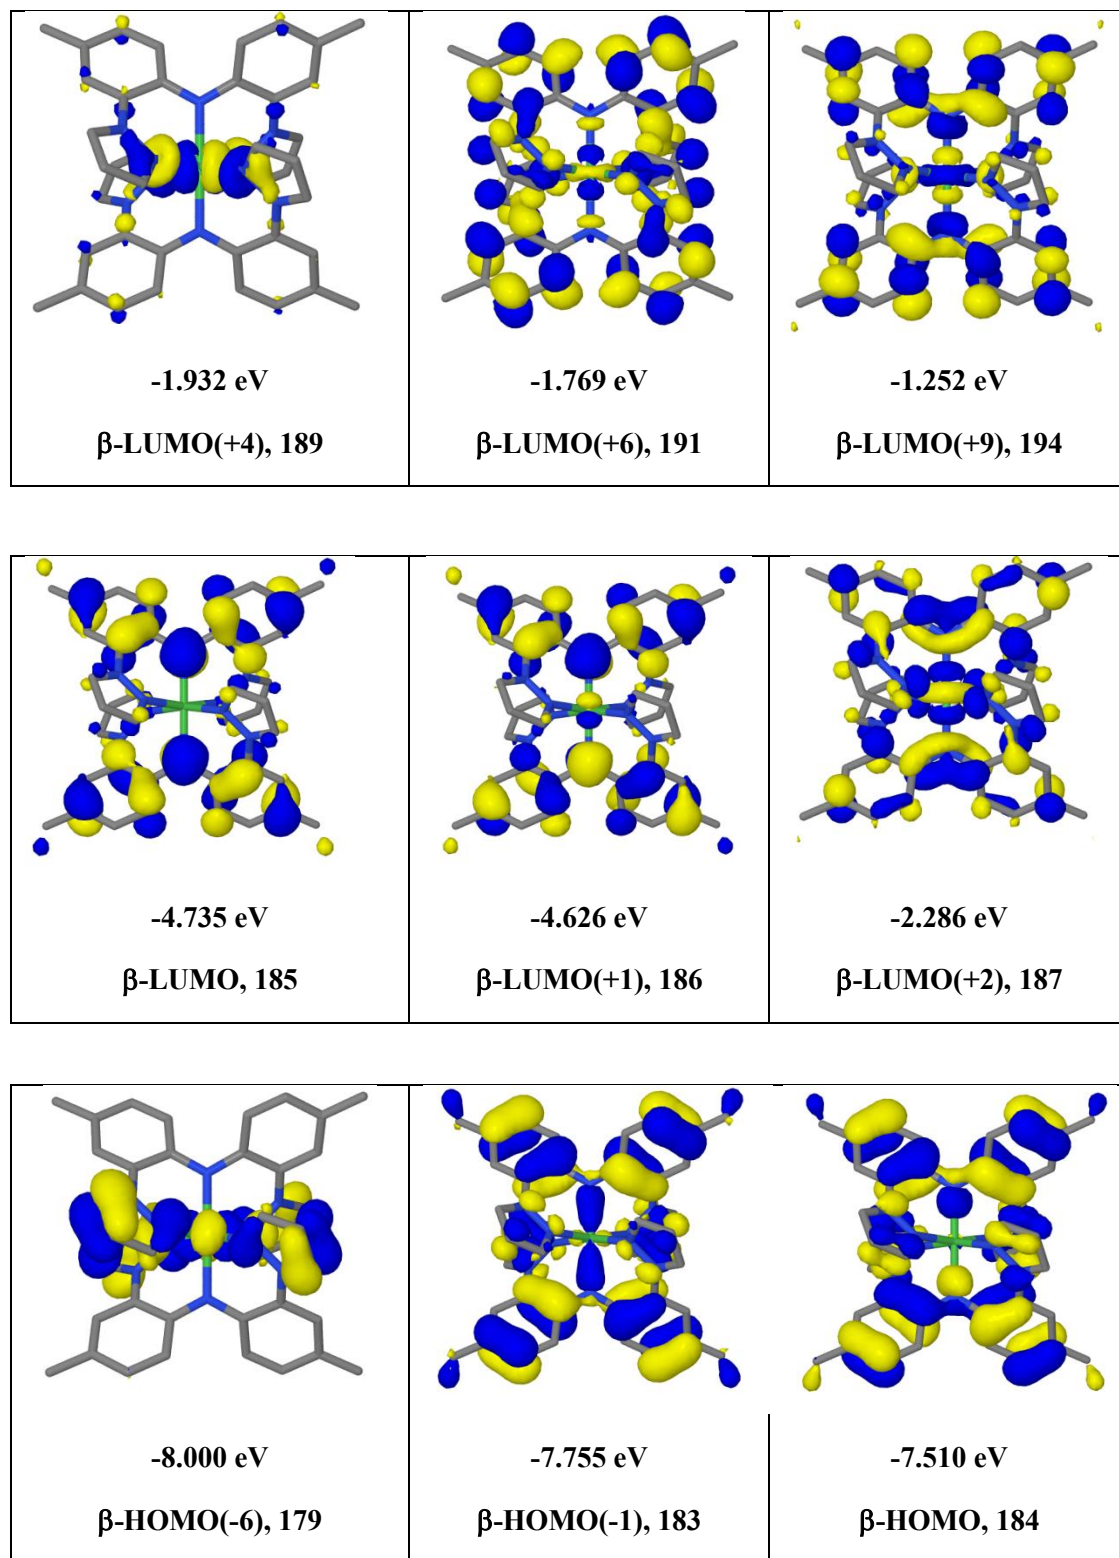 -1.932 eV -1.769 eV -1.252 eV
β-LUMO(+4), 189 β-LUMO(+6), 191 β-LUMO(+9), 194
-4.735 eV -4.626 eV -2.286 eV
β-LUMO, 185 β-LUMO(+1), 186 β-LUMO(+2), 187
-8.000 eV -7.755 eV -7.510 eV
β-HOMO(-6), 179 β-HOMO(-1), 183 β-HOMO, 184